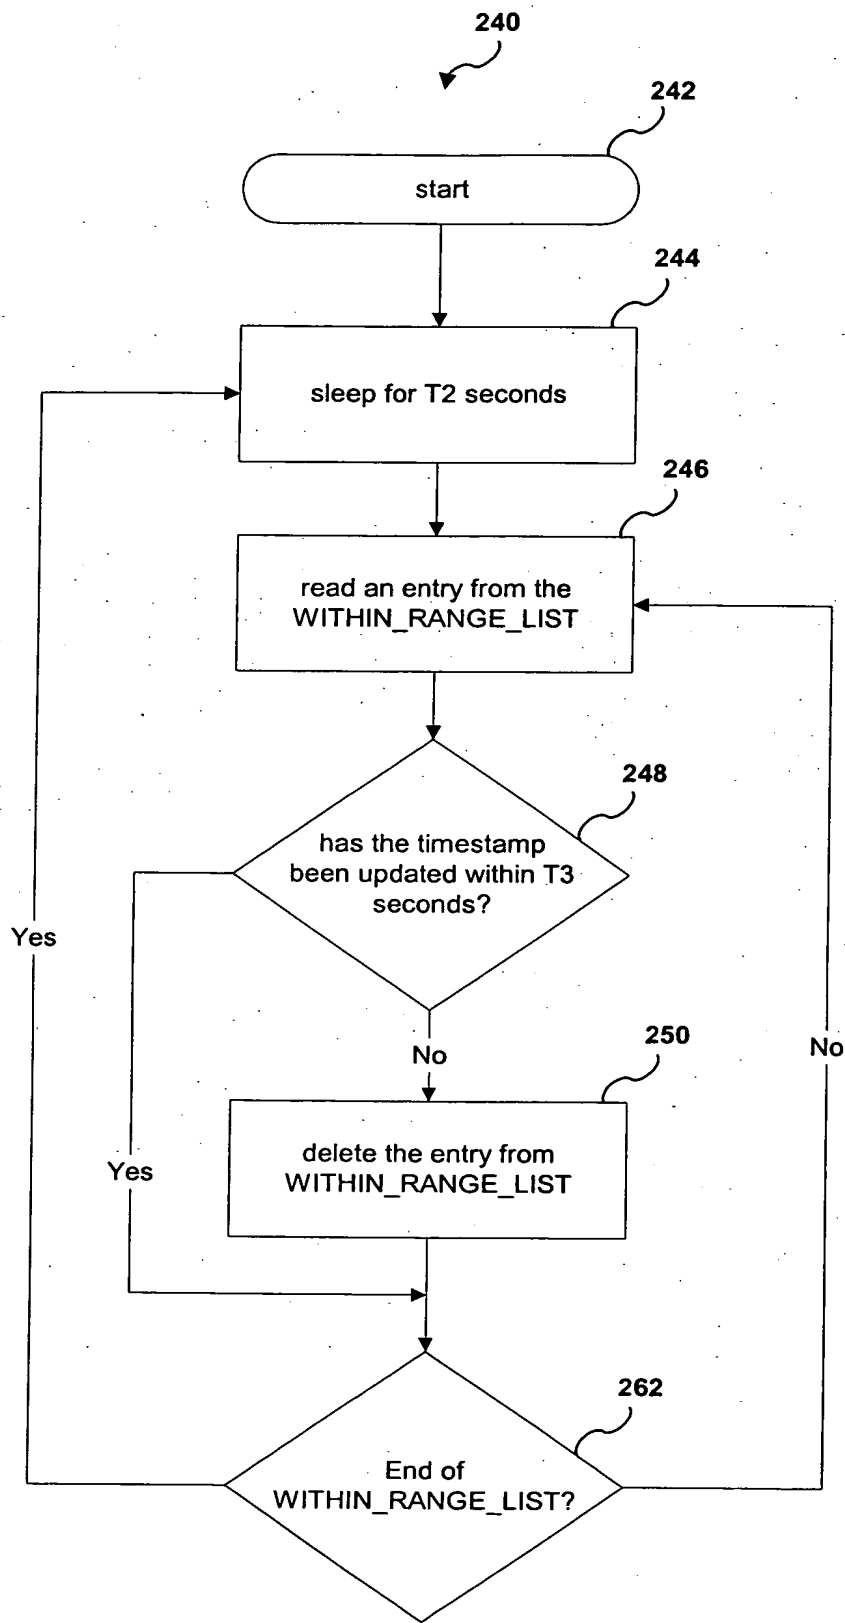 240
242
start
244
sleep for T2 seconds
246
read an entry from the
WITHIN_RANGE_LIST
248
has the timestamp
been updated within T3
seconds?
Yes
No
250
No
delete the entry from
WITHIN_RANGE_LIST
Yes
262
End of
WITHIN_RANGE_LIST?